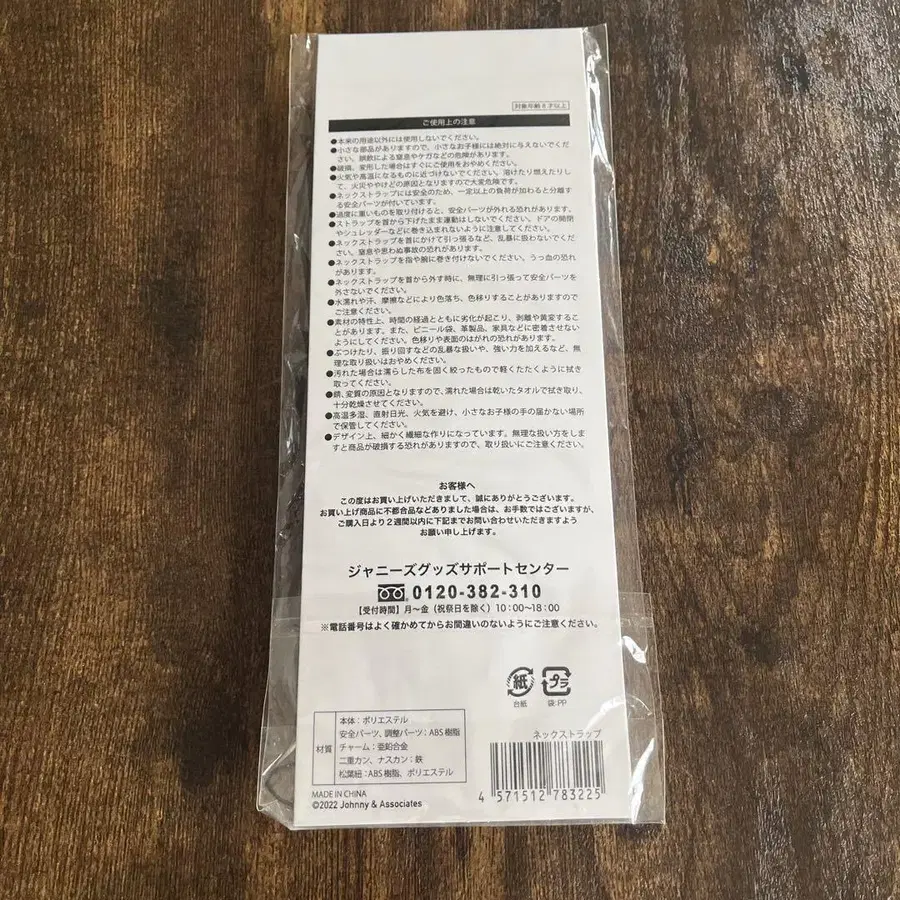 対象年齢6才以上
ご使用上の注意
●本来の用途以外には使用しないでください。
●小さな部品がありますので、小さなお子様には絶対に与えないでくだ
さい。誤飲による窒息やケガなどの危険があります。
●破損、変形した場合はすぐにご使用をおやめください。
●火気や高温になるものに近づけないでください。溶けたり燃えたりし
て、火災ややけどの原因となりますので大変危険です。
●ネックストラップには安全のため、一定以上の負荷が加わると分離す
る安全パーツが付いています。
●過度に重いものを取り付けると、安全パーツが外れる恐れがあります。
●ストラップを首から下げたまま運動はしないでください。ドアの開閉
やシュレッダーなどに巻き込まれないように注意してください。
●ネックストラップを首にかけて引っ張るなど、乱暴に扱わないでくだ
さい。窒息や思わぬ事故の恐れがあります。
●ネックストラップを指や腕に巻き付けないでください。うっ血の恐れ
があります。
●ネックストラップを首から外す時に、無理に引っ張って安全パーツを
外さないでください。
●水濡れや汗、摩擦などにより色落ち、色移りすることがありますので
ご注意ください。
●素材の特性上、時間の経過とともに劣化が起こり、剥離や黄変するこ
とがあります。また、ビニール袋、革製品、家具などに密着させない
ようにしてください。色移りや表面のはがれの恐れがあります。
●ぶつけたり、振り回すなどの乱暴な扱いや、強い力を加えるなど、無
理な取り扱いはおやめください。
●汚れた場合は濡らした布を固く絞ったもので軽くたたくように拭き
取ってください。
●錆、変質の原因となりますので、濡れた場合は乾いたタオルで拭き取り、
十分乾燥させてください。
●高温多湿、直射日光、火気を避け、小さなお子様の手の届かない場所
で保管してください。
●デザイン上、細かく繊細な作りになっています。無理な扱い方をしま
すと商品が破損する恐れがありますので、取り扱いにご注意ください。
お客様へ
この度はお買い上げいただきまして、誠にありがとうございます。
お買い上げ商品に不都合品などありました場合は、お手数ではございますが、
ご購入日より2週間以内に下記までお問い合わせいただきますよう
お願い申し上げます。
ジャニーズグッズサポートセンター
0120-382-310
【受付時間】月〜金（祝祭日を除く）10:00〜18:00
※電話番号はよく確かめてからお間違いのないようにご注意ください。
紙 プラ
台紙 袋:PP
材質
本体：ポリエステル
安全パーツ、調整パーツ：ABS樹脂
チャーム：亜鉛合金
二重カン、ナスカン：鉄
松葉紐：ABS樹脂、ポリエステル
MADE IN CHINA
©2022 Johnny & Associates
ネックストラップ
4 571512 783225